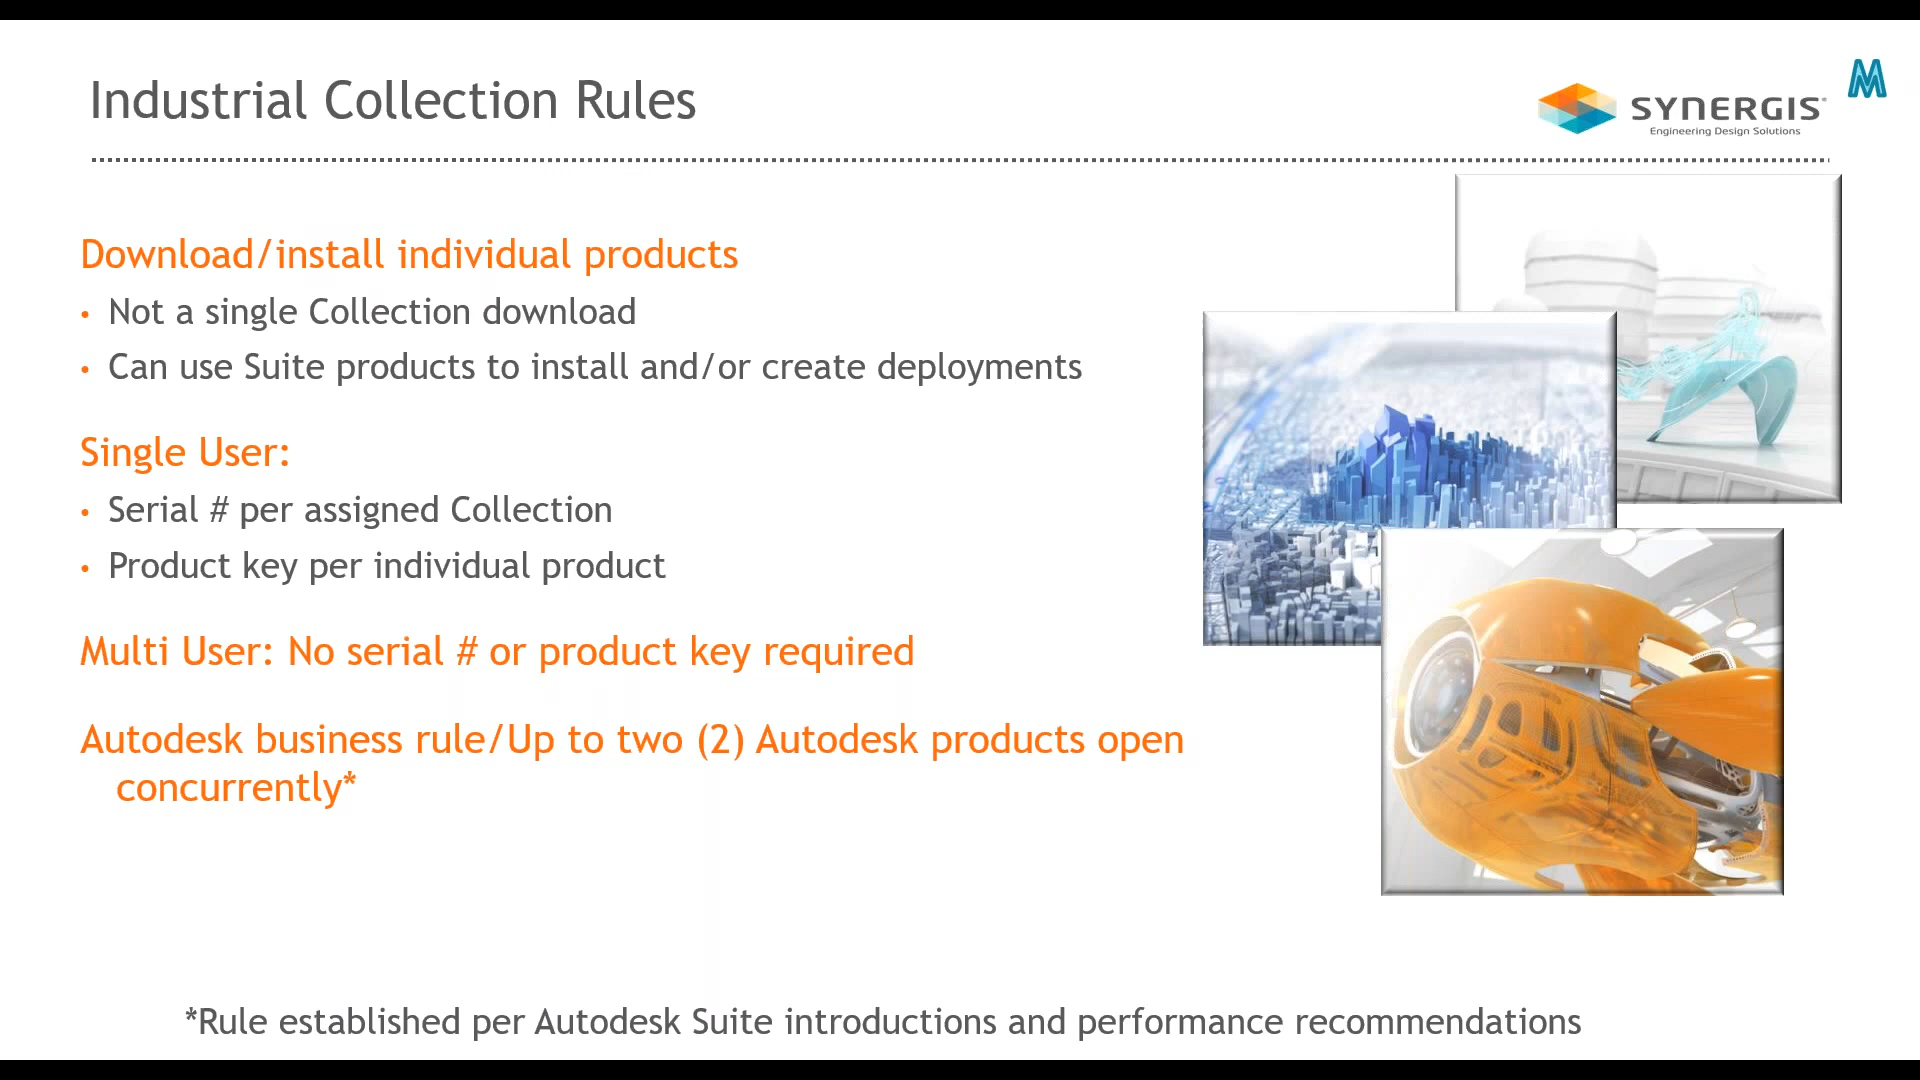 Industrial Collection Rules
SYNERGIS®
Engineering Design Solutions
Download/install individual products
• Not a single Collection download
• Can use Suite products to install and/or create deployments
Single User:
• Serial # per assigned Collection
• Product key per individual product
Multi User: No serial # or product key required
Autodesk business rule/Up to two (2) Autodesk products open
concurrently*
*Rule established per Autodesk Suite introductions and performance recommendations